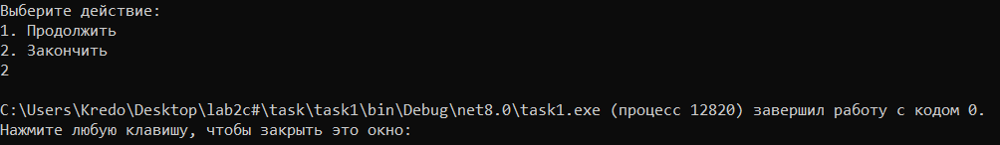 Выберите действие:
1. Продолжить
2. Закончить
2
C:\Users\Kredo\Desktop\lab2c#\task\task1\bin\Debug\net8.0\task1.exe (процесс 12820) завершил работу с кодом 0.
Нажмите любую клавишу, чтобы закрыть это окно: